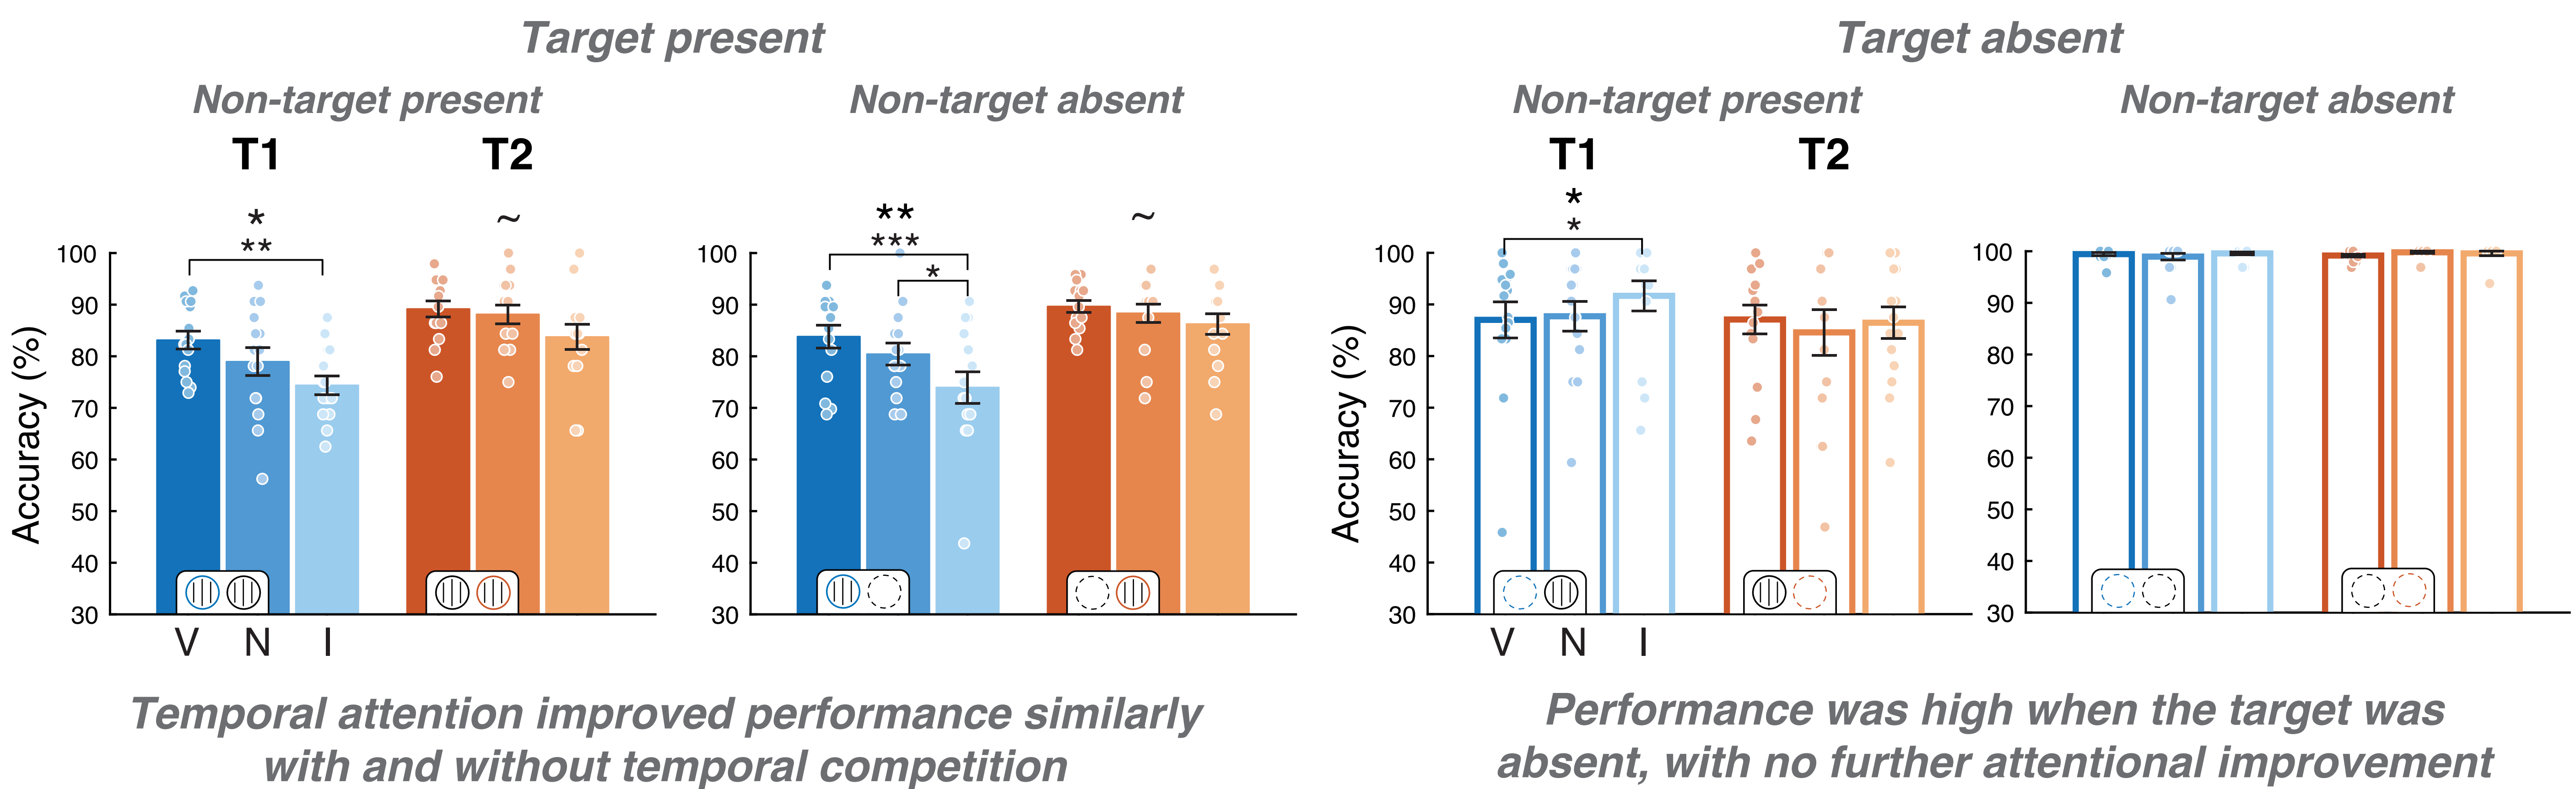 Target present
Target absent
Non-target present
Non-target absent
Non-target present
Non-target absent
T1
T2
T1
T2
*
**
~
**
***
*
~
*
*
Accuracy (%)
100
90
80
70
60
50
40
30
V N I
100
90
80
70
60
50
40
30
Accuracy (%)
100
90
80
70
60
50
40
30
V N I
100
90
80
70
60
50
40
30
Temporal attention improved performance similarly
with and without temporal competition
Performance was high when the target was
absent, with no further attentional improvement